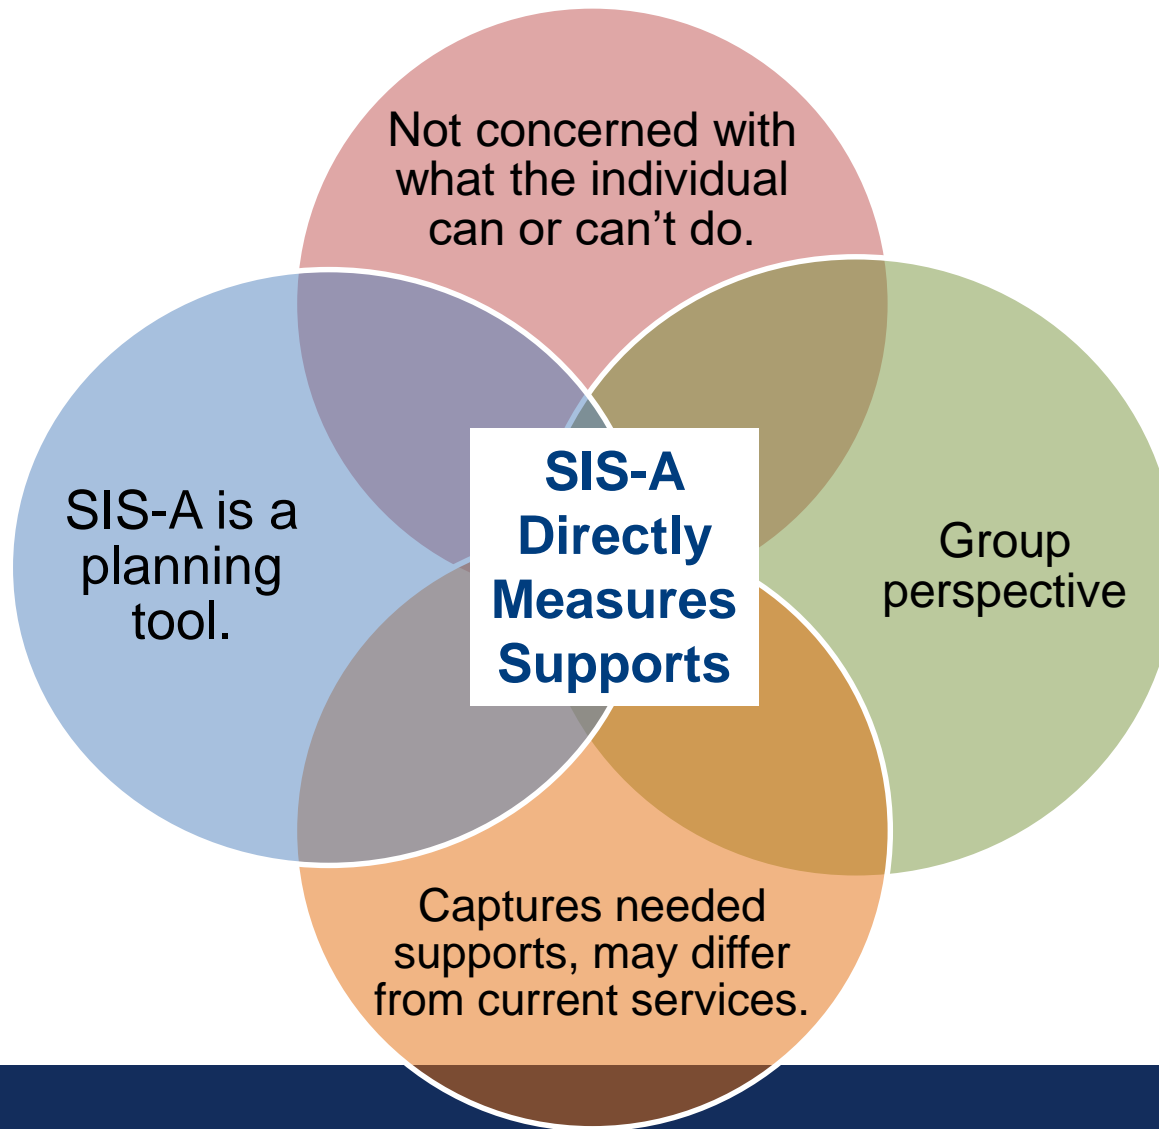 Not concerned with
what the individual
can or can’t do.
SIS-A is a
planning
tool.
SIS-A
Directly
Measures
Supports
Group
perspective
Captures needed
supports, may differ
from current services.